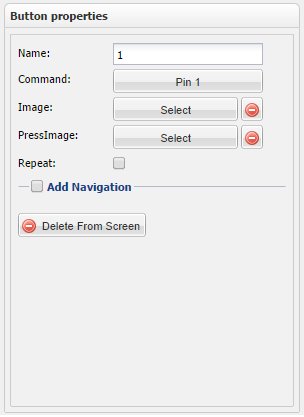 Button properties
Name: 1
Command: Pin 1
Image: Select
PressImage: Select
Repeat:
Add Navigation
Delete From Screen